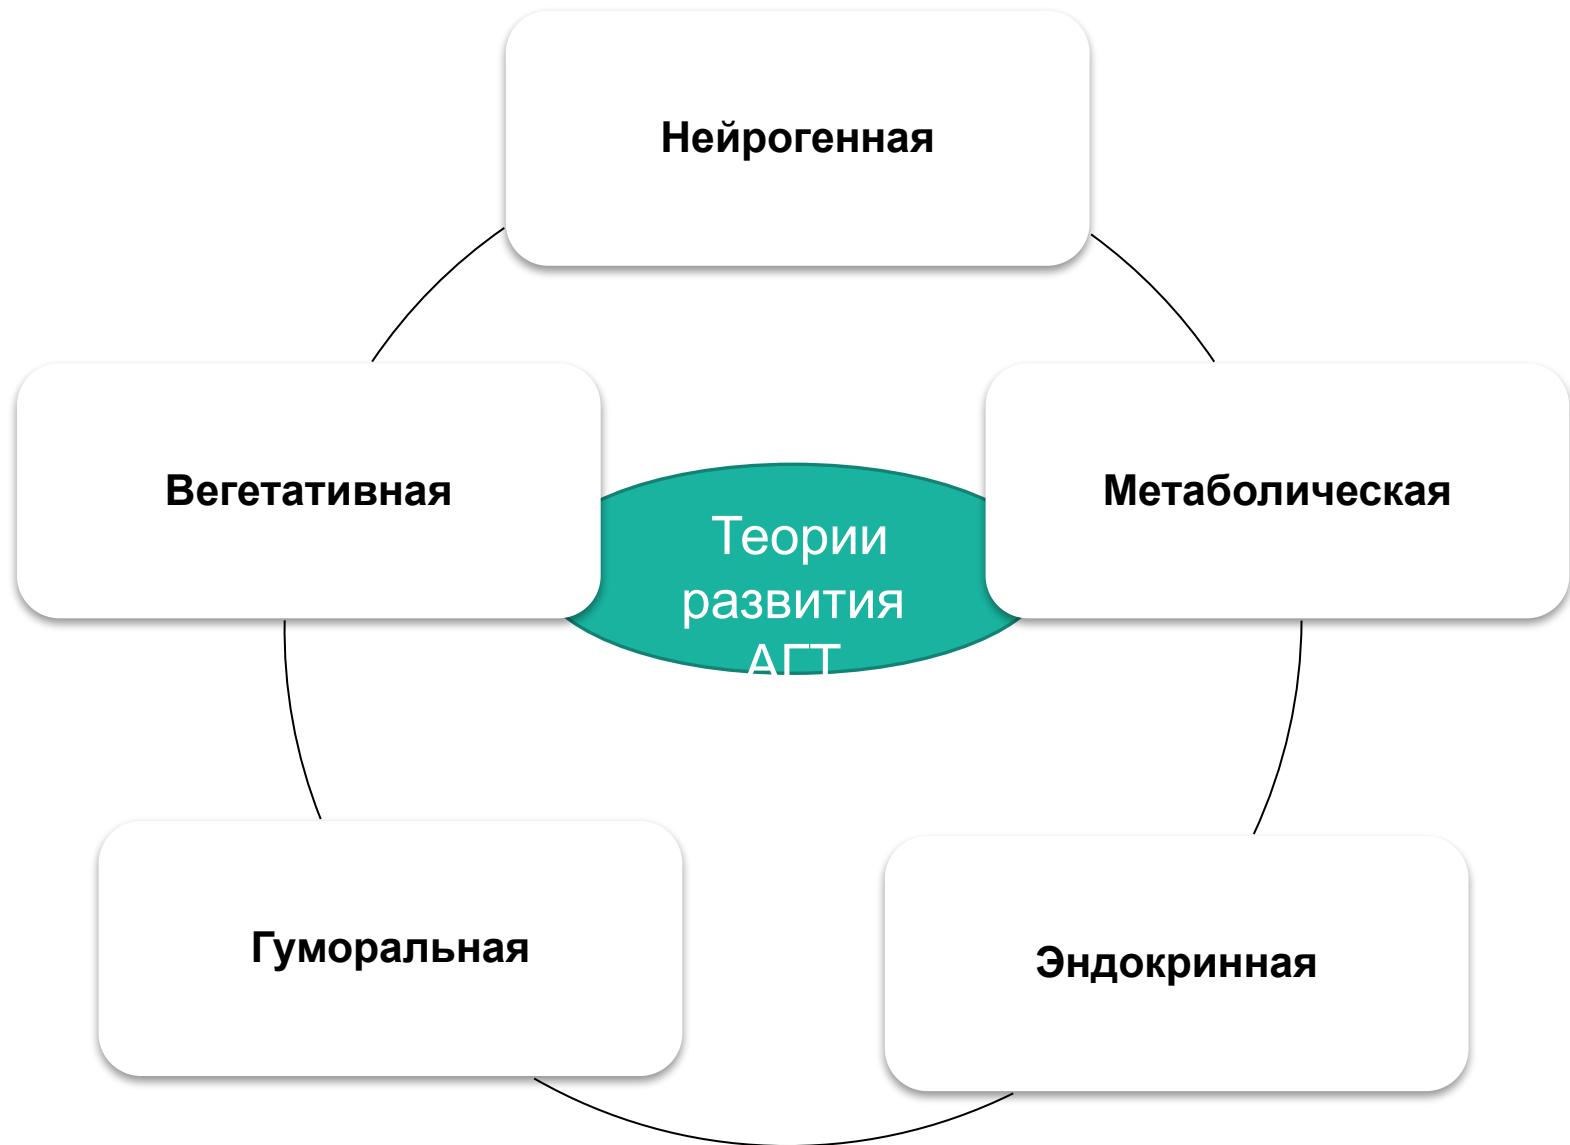 Нейрогенная
Вегетативная
Метаболическая
Теории
развития
АГТ
Гуморальная
Эндокринная